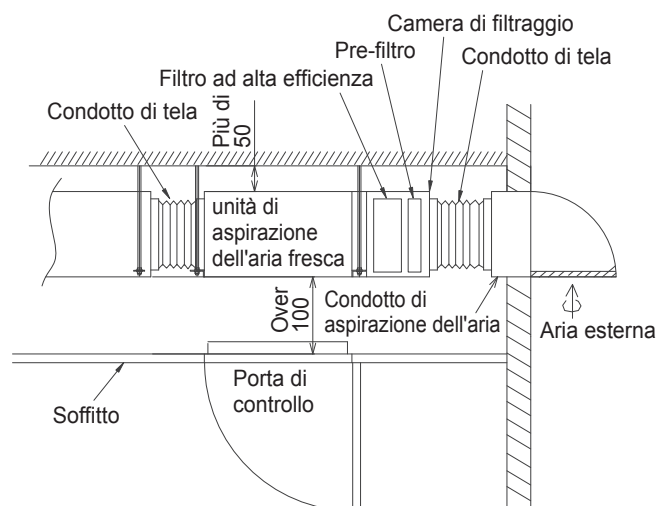 Camera di filtraggio
Pre-filtro
Condotto di tela
Filtro ad alta efficienza
Condotto di tela
Più di
50
unità di
aspirazione
dell'aria fresca
Over
100
Condotto di
aspirazione dell'aria
Aria esterna
Porta di
controllo
Soffitto